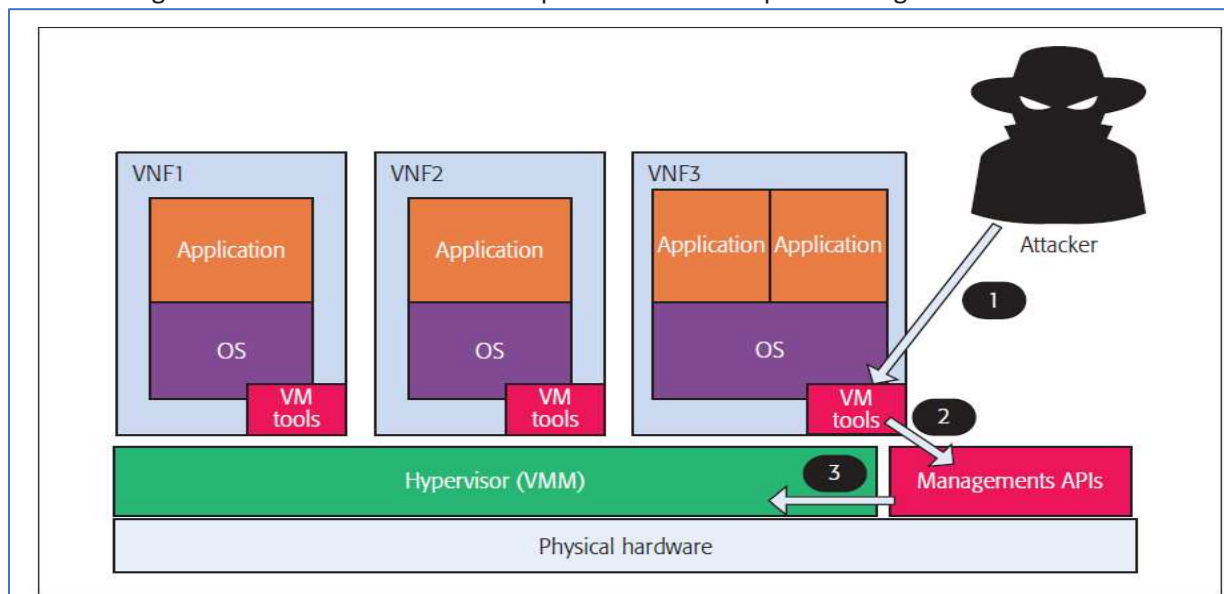 VNF1
Application
OS
VM
tools
VNF2
Application
OS
VM
tools
VNF3
Application Application
OS
VM
tools
Attacker
1
2
3
Hypervisor (VMM)
Managements APIs
Physical hardware